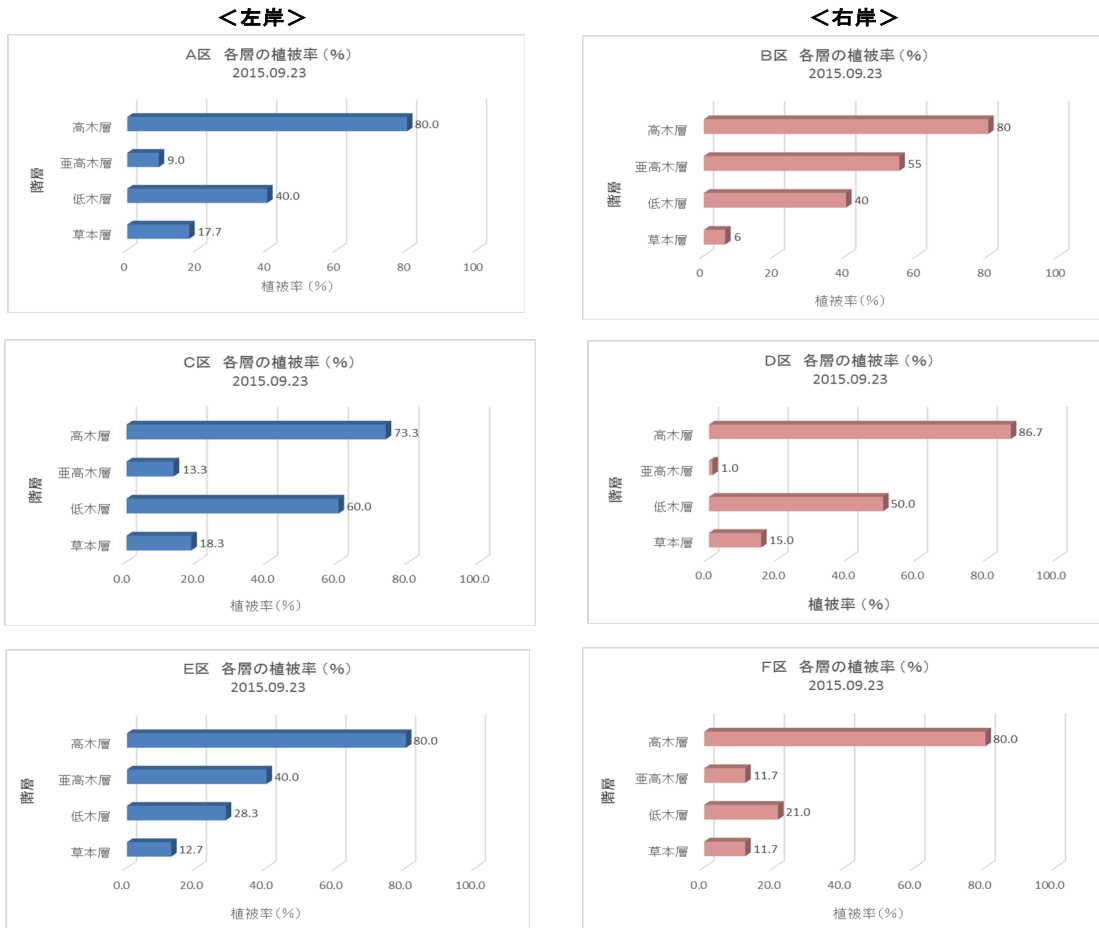 ＜左岸＞
＜右岸＞
A区 各層の植被率(%)
2015.09.23
階層
高木層
80.0
亜高木層
9.0
低木層
40.0
草本層
17.7
0 20 40 60 80 100
植被率(%)
B区 各層の植被率(%)
2015.09.23
階層
高木層
80
亜高木層
55
低木層
40
草本層
6
0 20 40 60 80 100
植被率(%)
C区 各層の植被率(%)
2015.09.23
階層
高木層
73.3
亜高木層
13.3
低木層
60.0
草本層
18.3
0.0 20.0 40.0 60.0 80.0 100.0
植被率(%)
D区 各層の植被率(%)
2015.09.23
階層
高木層
86.7
亜高木層
1.0
低木層
50.0
草本層
15.0
0.0 20.0 40.0 60.0 80.0 100.0
植被率(%)
E区 各層の植被率(%)
2015.09.23
階層
高木層
80.0
亜高木層
40.0
低木層
28.3
草本層
12.7
0.0 20.0 40.0 60.0 80.0 100.0
植被率(%)
F区 各層の植被率(%)
2015.09.23
階層
高木層
80.0
亜高木層
11.7
低木層
21.0
草本層
11.7
0.0 20.0 40.0 60.0 80.0 100.0
植被率(%)